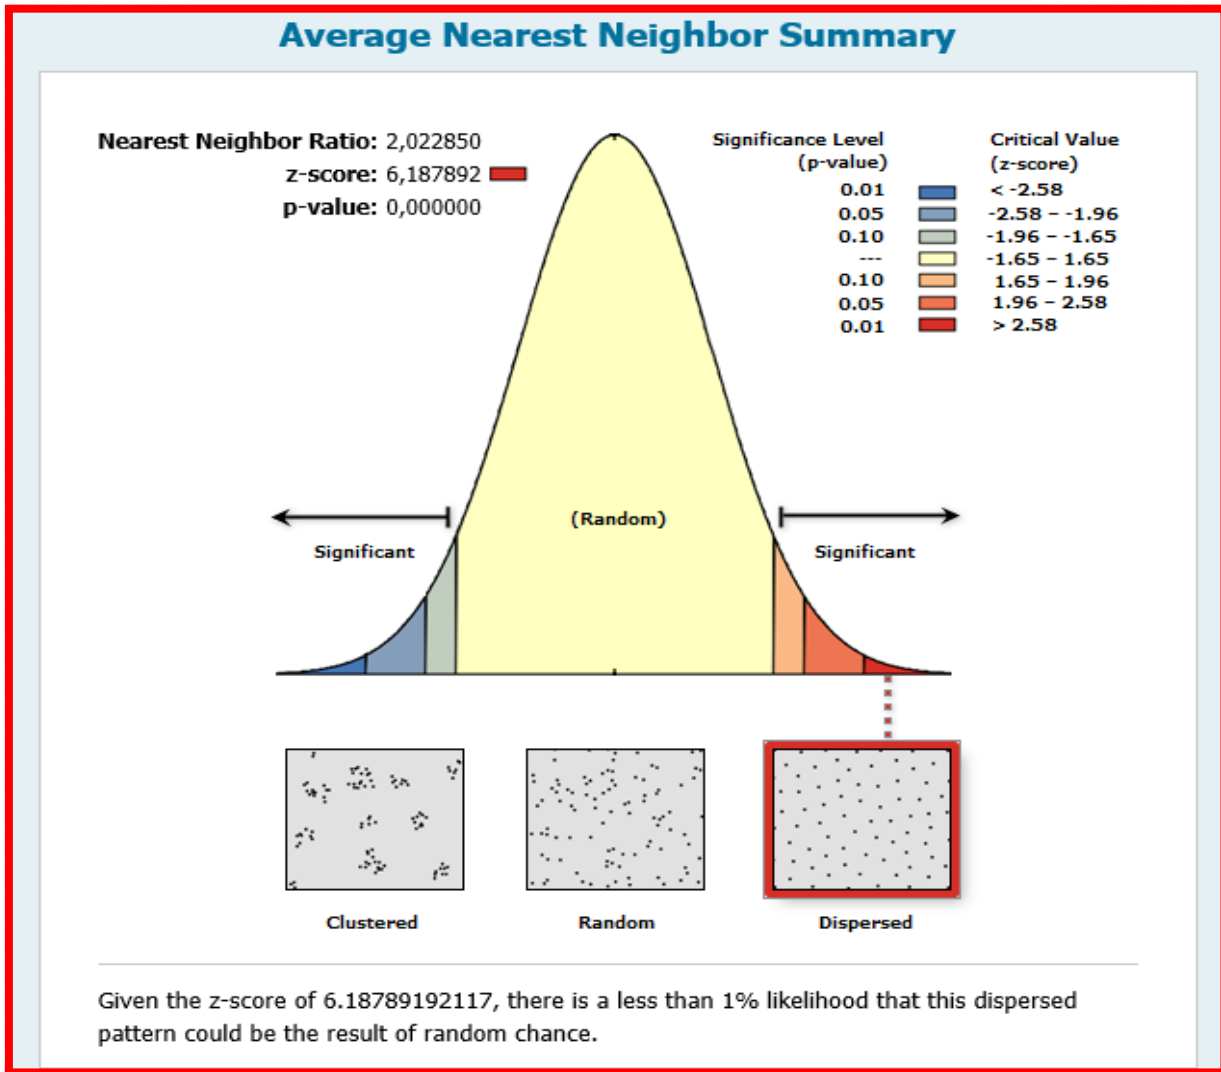 Average Nearest Neighbor Summary
Nearest Neighbor Ratio: 2,022850
z-score: 6,187892
p-value: 0,000000
Significance Level
(p-value)
Critical Value
(z-score)
0.01 < -2.58
0.05 -2.58 – -1.96
0.10 -1.96 – -1.65
--- -1.65 – 1.65
0.10 1.65 – 1.96
0.05 1.96 – 2.58
0.01 > 2.58
(Random)
Significant
Significant
Clustered
Random
Dispersed
Given the z-score of 6.18789192117, there is a less than 1% likelihood that this dispersed
pattern could be the result of random chance.